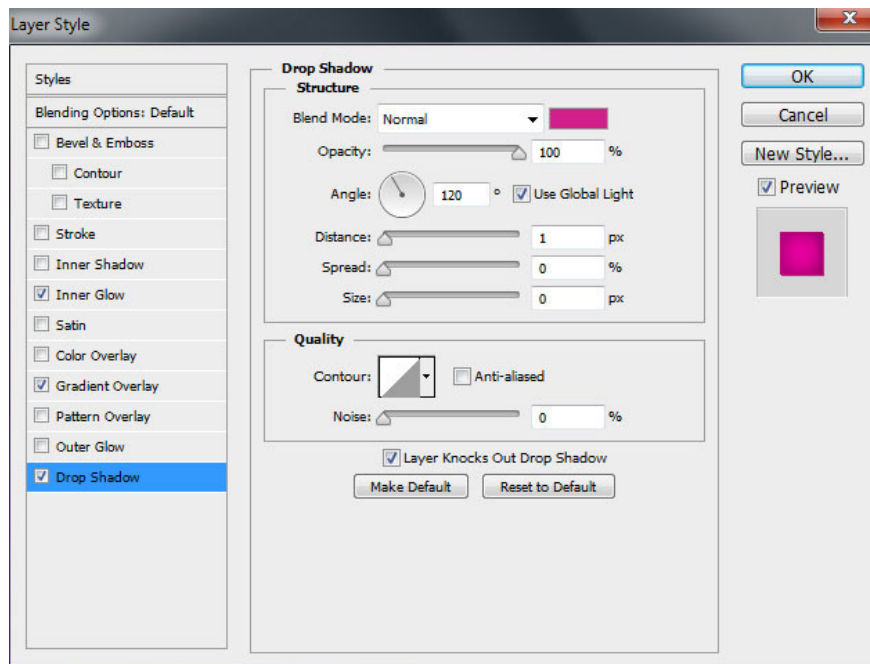 Layer Style
X
Styles
Blending Options: Default
Bevel & Emboss
Contour
Texture
Stroke
Inner Shadow
Inner Glow
Satin
Color Overlay
Gradient Overlay
Pattern Overlay
Outer Glow
Drop Shadow
Drop Shadow
Structure
Blend Mode: Normal
Opacity: 100 %
Angle: 120 ° Use Global Light
Distance: 1 px
Spread: 0 %
Size: 0 px
Quality
Contour: Anti-aliased
Noise: 0 %
Layer Knocks Out Drop Shadow
Make Default Reset to Default
OK
Cancel
New Style...
Preview